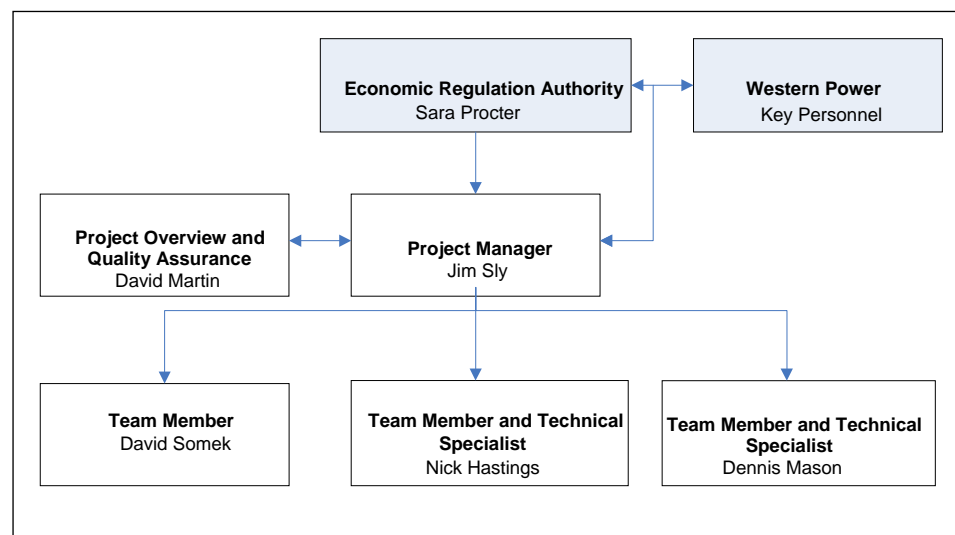 Economic Regulation Authority
Sara Procter
Western Power
Key Personnel
Project Overview and
Quality Assurance
David Martin
Project Manager
Jim Sly
Team Member
David Somek
Team Member and Technical
Specialist
Nick Hastings
Team Member and Technical
Specialist
Dennis Mason